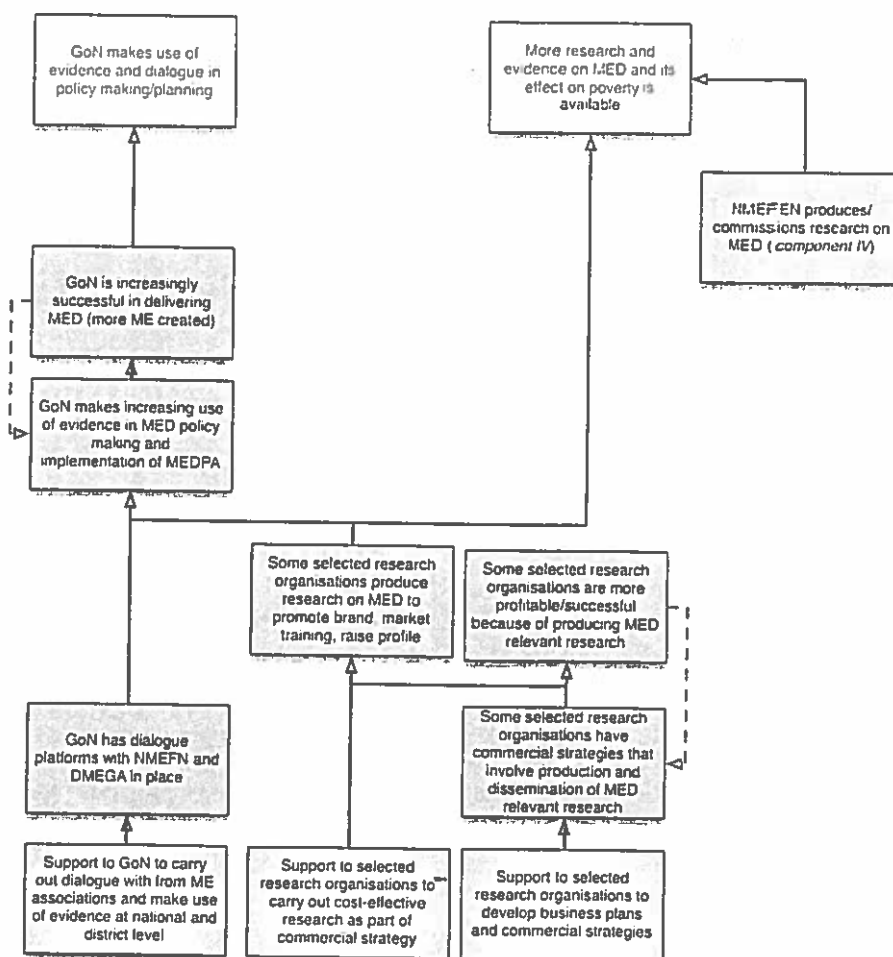 GoN makes use of
evidence and dialogue in
policy making/planning
More research and
evidence on MED and its
effect on poverty is
available
NMEFEN produces/
commissions research on
MED ( component IV)
GoN is increasingly
successful in delivering
MED (more ME created)
GoN makes increasing use
of evidence in MED policy
making and
implementation of MEDPA
Some selected research
organisations produce
research on MED to
promote brand, market
training, raise profile
Some selected research
organisations are more
profitable/successful
because of producing MED
relevant research
GoN has dialogue
platforms with NMEFN and
DMEGA in place
Some selected research
organisations have
commercial strategies that
involve production and
dissemination of MED
relevant research
Support to GoN to carry
out dialogue with from ME
associations and make use
of evidence at national and
district level
Support to selected
research organisations to
carry out cost-effective
research as part of
commercial strategy
Support to selected
research organisations to
develop business plans
and commercial strategies